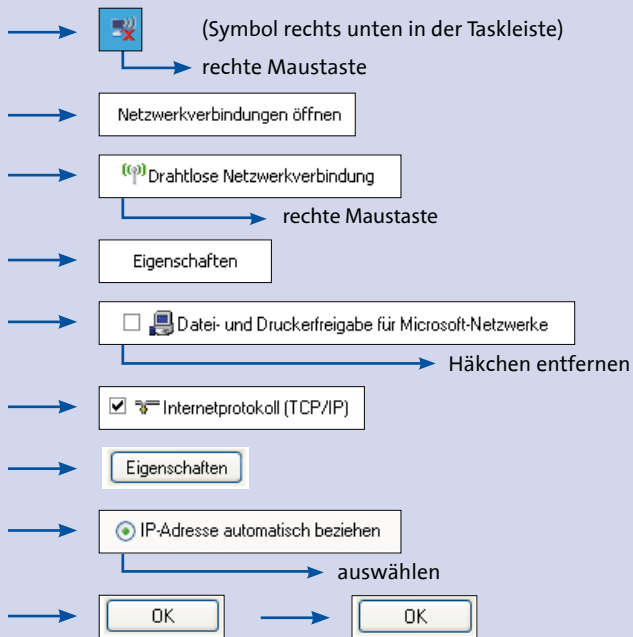 (Symbol rechts unten in der Taskleiste)
rechte Maustaste
Netzwerkverbindungen öffnen
Drahtlose Netzwerkverbindung
rechte Maustaste
Eigenschaften
Datei- und Druckerfreigabe für Microsoft-Netzwerke
Häkchen entfernen
Internetprotokoll (TCP/IP)
Eigenschaften
IP-Adresse automatisch beziehen
auswählen
OK OK